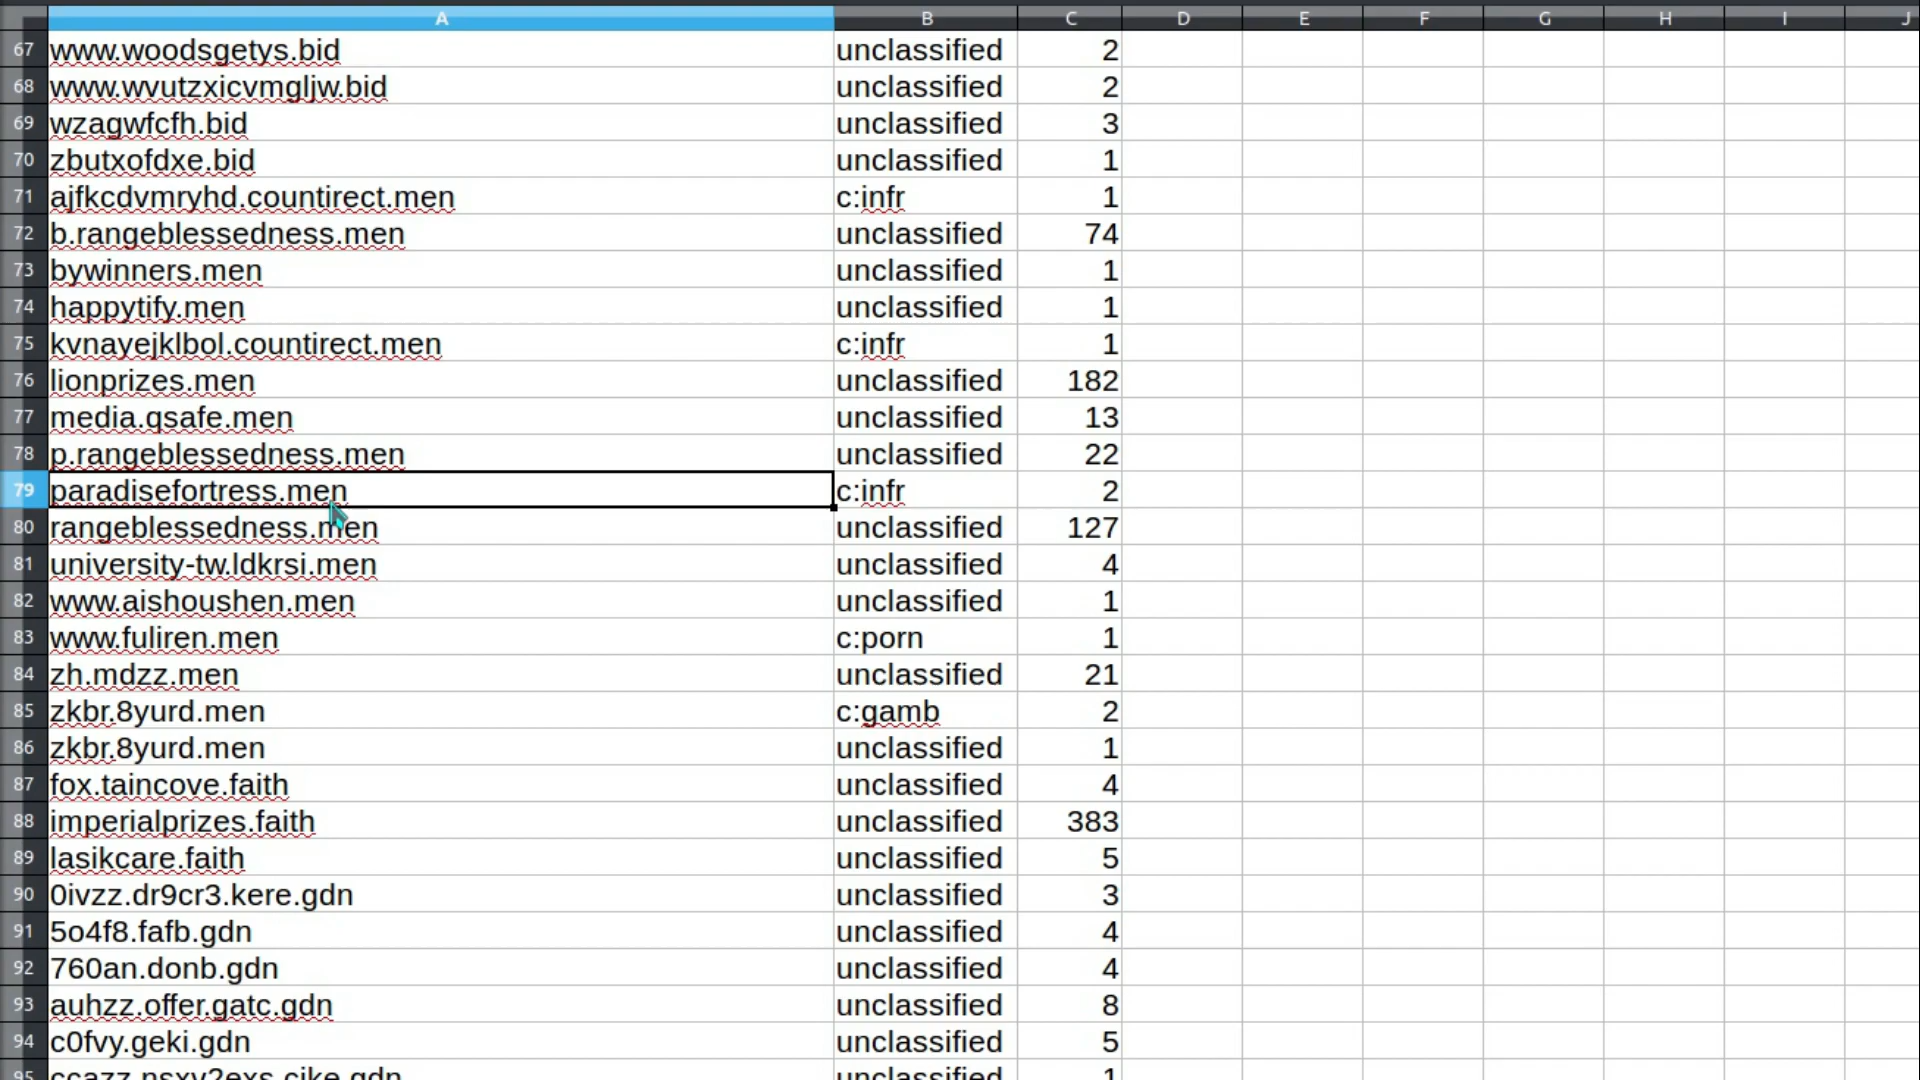 A B C D E F G H I J
67 www.woodsgetys.bid unclassified 2
68 www.wvutzxicvmgljw.bid unclassified 2
69 wzagwfcfh.bid unclassified 3
70 zbutxofdxe.bid unclassified 1
71 ajfkcdvmryhd.countirect.men c:infr 1
72 b.rangeblessedness.men unclassified 74
73 bywinners.men unclassified 1
74 happytify.men unclassified 1
75 kvnayejklbol.countirect.men c:infr 1
76 lionprizes.men unclassified 182
77 media.qsafe.men unclassified 13
78 p.rangeblessedness.men unclassified 22
79 paradisefortress.men c:infr 2
80 rangeblessedness.men unclassified 127
81 university-tw.ldkrsi.men unclassified 4
82 www.aishoushen.men unclassified 1
83 www.fuliren.men c:porn 1
84 zh.mdzz.men unclassified 21
85 zkbr.8yurd.men c:gamb 2
86 zkbr.8yurd.men unclassified 1
87 fox.taincove.faith unclassified 4
88 imperialprizes.faith unclassified 383
89 lasikcare.faith unclassified 5
90 0ivzz.dr9cr3.kere.gdn unclassified 3
91 5o4f8.fafb.gdn unclassified 4
92 760an.donb.gdn unclassified 4
93 auhzz.offer.gatc.gdn unclassified 8
94 c0fvy.geki.gdn unclassified 5
95 unclassified 1